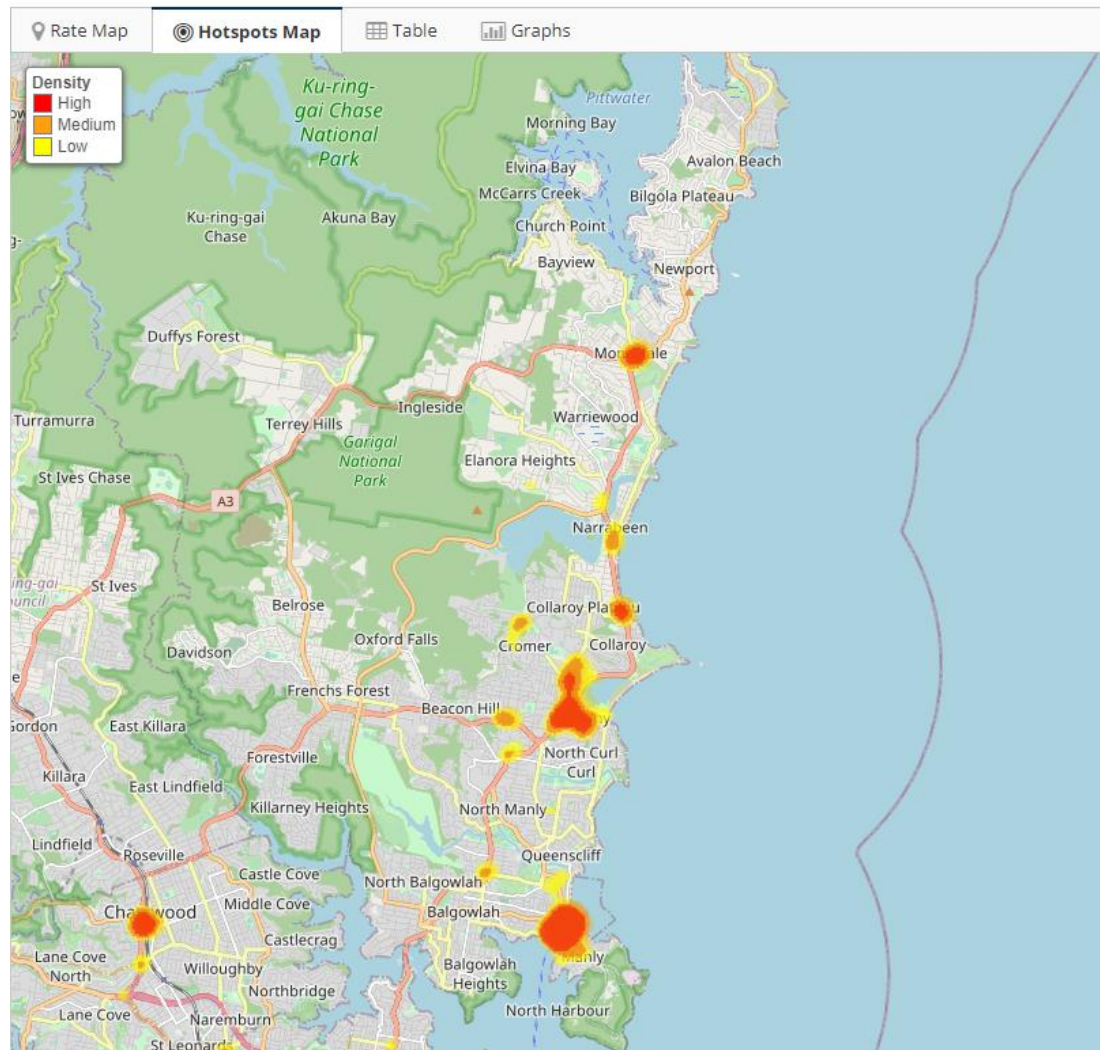 Rate Map
Hotspots Map
Table
Graphs
Density
High
Medium
Low
Ku-ring-
gai Chase
National
Park
Pittwater
Morning Bay
Avalon Beach
Elvina Bay
McCarrs Creek
Bilgola Plateau
Ku-ring-gai
Chase
Akuna Bay
Church Point
Bayview
Newport
Duffys Forest
Ingleside
Warriewood
Turramurra
Terrey Hills
Garigal
National
Park
Elanora Heights
St Ives Chase
A3
Narrabeen
St Ives
Belrose
Collaroy Plateau
Oxford Falls
Cromer
Collaroy
Davidson
Frenchs Forest
Beacon Hill
Gordon
East Killara
North Curl
Curl
Forestville
Killara
East Lindfield
Killarney Heights
North Manly
Lindfield
Roseville
Queenscliff
Castle Cove
North Balgowlah
Middle Cove
Balgowlah
Castlecrag
Lane Cove
North
Willoughby
Balgowlah
Heights
Manly
Northbridge
North Harbour
Lane Cove
Naremburn
St Leonards